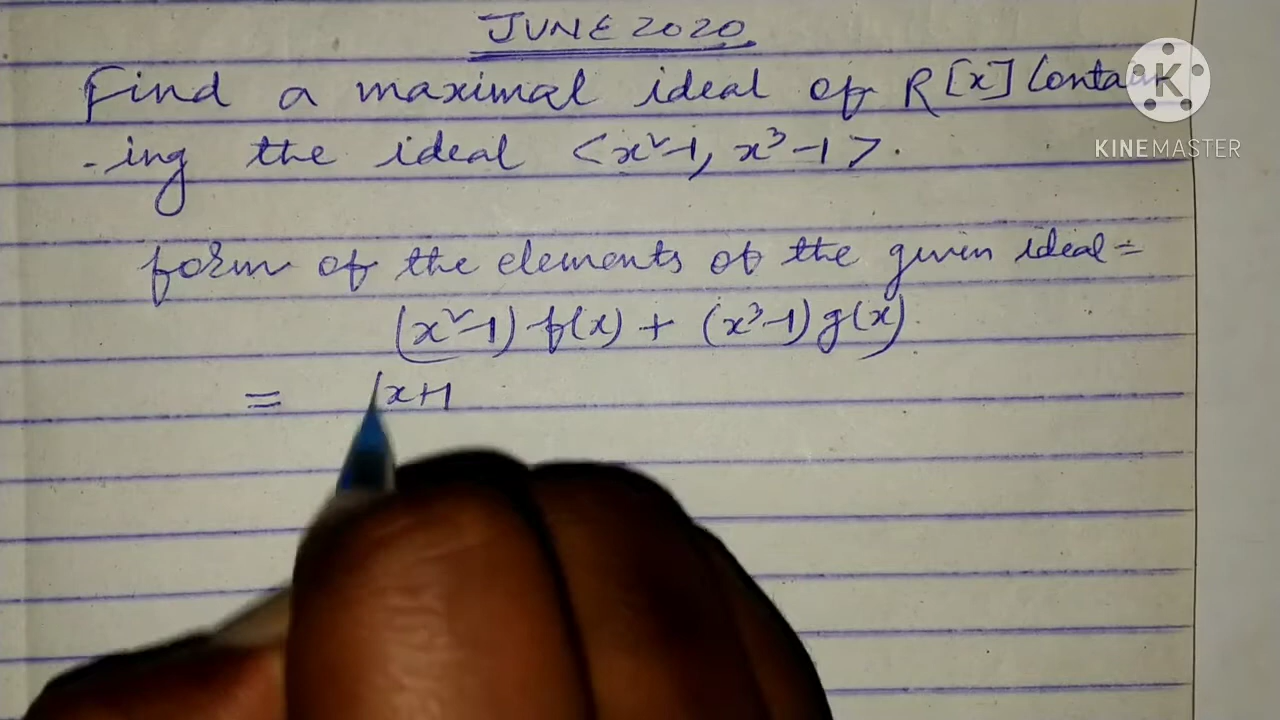 JUNE 2020
Find a maximal ideal of R[x] Contain
-ing the ideal <x²-1, x³-1>.
K
KINEMASTER
form of the elements of the given ideal =
(x²-1) f(x) + (x³-1) g(x)
= (x+1